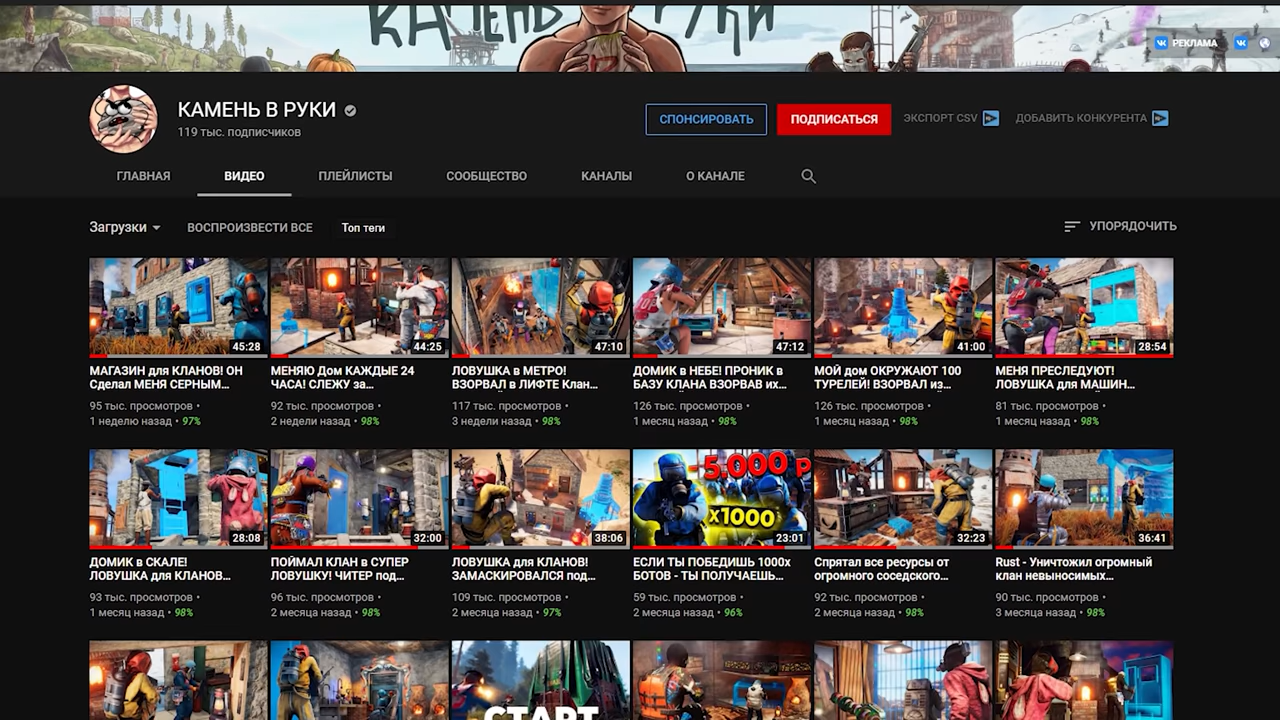 КАМЕНЬ В РУКИ
РЕКЛАМА
КАМЕНЬ В РУКИ
119 тыс. подписчиков
СПОНСИРОВАТЬ
ПОДПИСАТЬСЯ
ЭКСПОРТ CSV
ДОБАВИТЬ КОНКУРЕНТА
ГЛАВНАЯ
ВИДЕО
ПЛЕЙЛИСТЫ
СООБЩЕСТВО
КАНАЛЫ
О КАНАЛЕ
Загрузки
ВОСПРОИЗВЕСТИ ВСЕ
Топ теги
УПОРЯДОЧИТЬ
45:28
МАГАЗИН для КЛАНОВ! ОН
Сделал МЕНЯ СЕРНЫМ...
95 тыс. просмотров •
1 неделю назад • 97%
44:25
МЕНЯЮ Дом КАЖДЫЕ 24
ЧАСА! СЛЕЖУ за...
92 тыс. просмотров •
2 недели назад • 98%
47:10
ЛОВУШКА в МЕТРО!
ВЗОРВАЛ в ЛИФТЕ Клан...
117 тыс. просмотров •
3 недели назад • 98%
47:12
ДОМИК в НЕБЕ! ПРОНИК в
БАЗУ КЛАНА ВЗОРВАВ их...
126 тыс. просмотров •
1 месяц назад • 98%
41:00
МОЙ дом ОКРУЖАЮТ 100
ТУРЕЛЕЙ! ВЗОРВАЛ из...
126 тыс. просмотров •
1 месяц назад • 98%
28:54
МЕНЯ ПРЕСЛЕДУЮТ!
ЛОВУШКА для МАШИН...
81 тыс. просмотров •
1 месяц назад • 98%
28:08
ДОМИК в СКАЛЕ!
ЛОВУШКА для КЛАНОВ...
93 тыс. просмотров •
1 месяц назад • 98%
32:00
ПОЙМАЛ КЛАН в СУПЕР
ЛОВУШКУ! ЧИТЕР под...
96 тыс. просмотров •
2 месяца назад • 98%
38:06
ЛОВУШКА для КЛАНОВ!
ЗАМАСКИРОВАЛСЯ под...
109 тыс. просмотров •
2 месяца назад • 97%
-5.000 Р
x1000
23:01
ЕСЛИ ТЫ ПОБЕДИШЬ 1000х
БОТОВ - ТЫ ПОЛУЧАЕШЬ...
59 тыс. просмотров •
2 месяца назад • 96%
32:23
Спрятал все ресурсы от
огромного соседского...
92 тыс. просмотров •
2 месяца назад • 98%
36:41
Rust - Уничтожил огромный
клан невыносимых...
90 тыс. просмотров •
3 месяца назад • 98%
СТАРТ